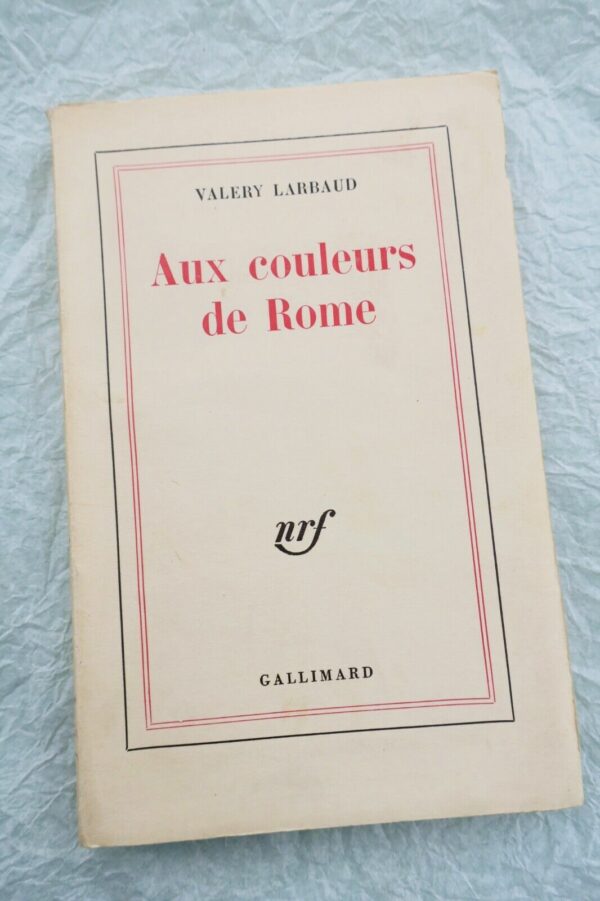 VALERY LARBAUD
Aux couleurs
de Rome
nrf
GALLIMARD